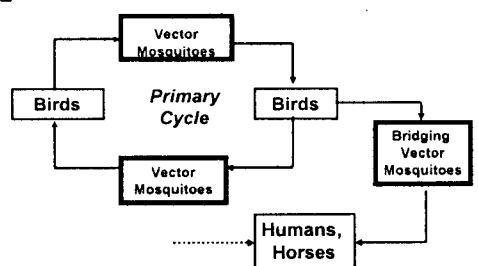 Vector
Mosquitoes
Birds
Primary
Cycle
Birds
Bridging
Vector
Mosquitoes
Vector
Mosquitoes
Humans,
Horses